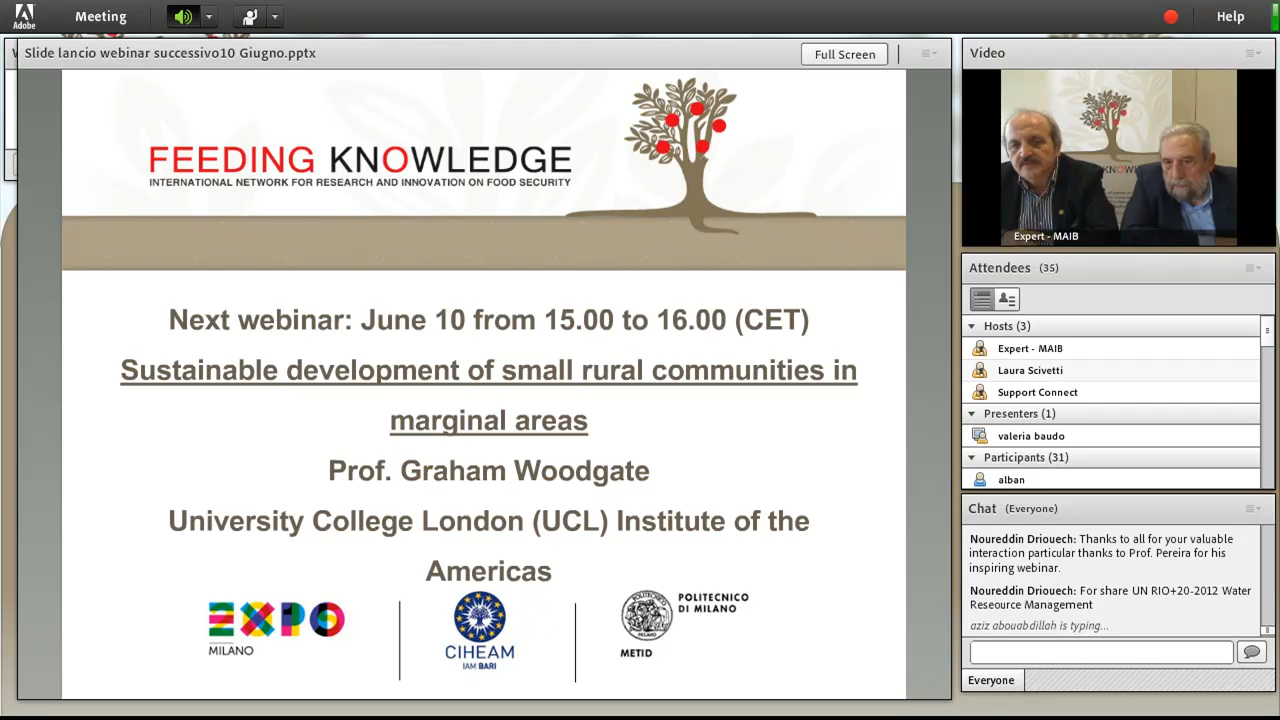 Adobe
Meeting
Help
Slide lancio webinar successivo10 Giugno.pptx
Full Screen
FEEDING KNOWLEDGE
INTERNATIONAL NETWORK FOR RESEARCH AND INNOVATION ON FOOD SECURITY
Next webinar: June 10 from 15.00 to 16.00 (CET)
Sustainable development of small rural communities in
marginal areas
Prof. Graham Woodgate
University College London (UCL) Institute of the
Americas
EXPO
MILANO
CIHEAM
IAM BARI
POLITECNICO
DI MILANO
METID
Video
Expert - MAIB
Attendees (35)
Hosts (3)
Expert - MAIB
Laura Scivetti
Support Connect
Presenters (1)
valeria baudo
Participants (31)
alban
Chat (Everyone)
Noureddin Driouech: Thanks to all for your valuable
interaction particular thanks to Prof. Pereira for his
inspiring webinar.
Noureddin Driouech: For share UN RIO+20-2012 Water
Reseource Management
aziz abouabdillah is typing...
Everyone